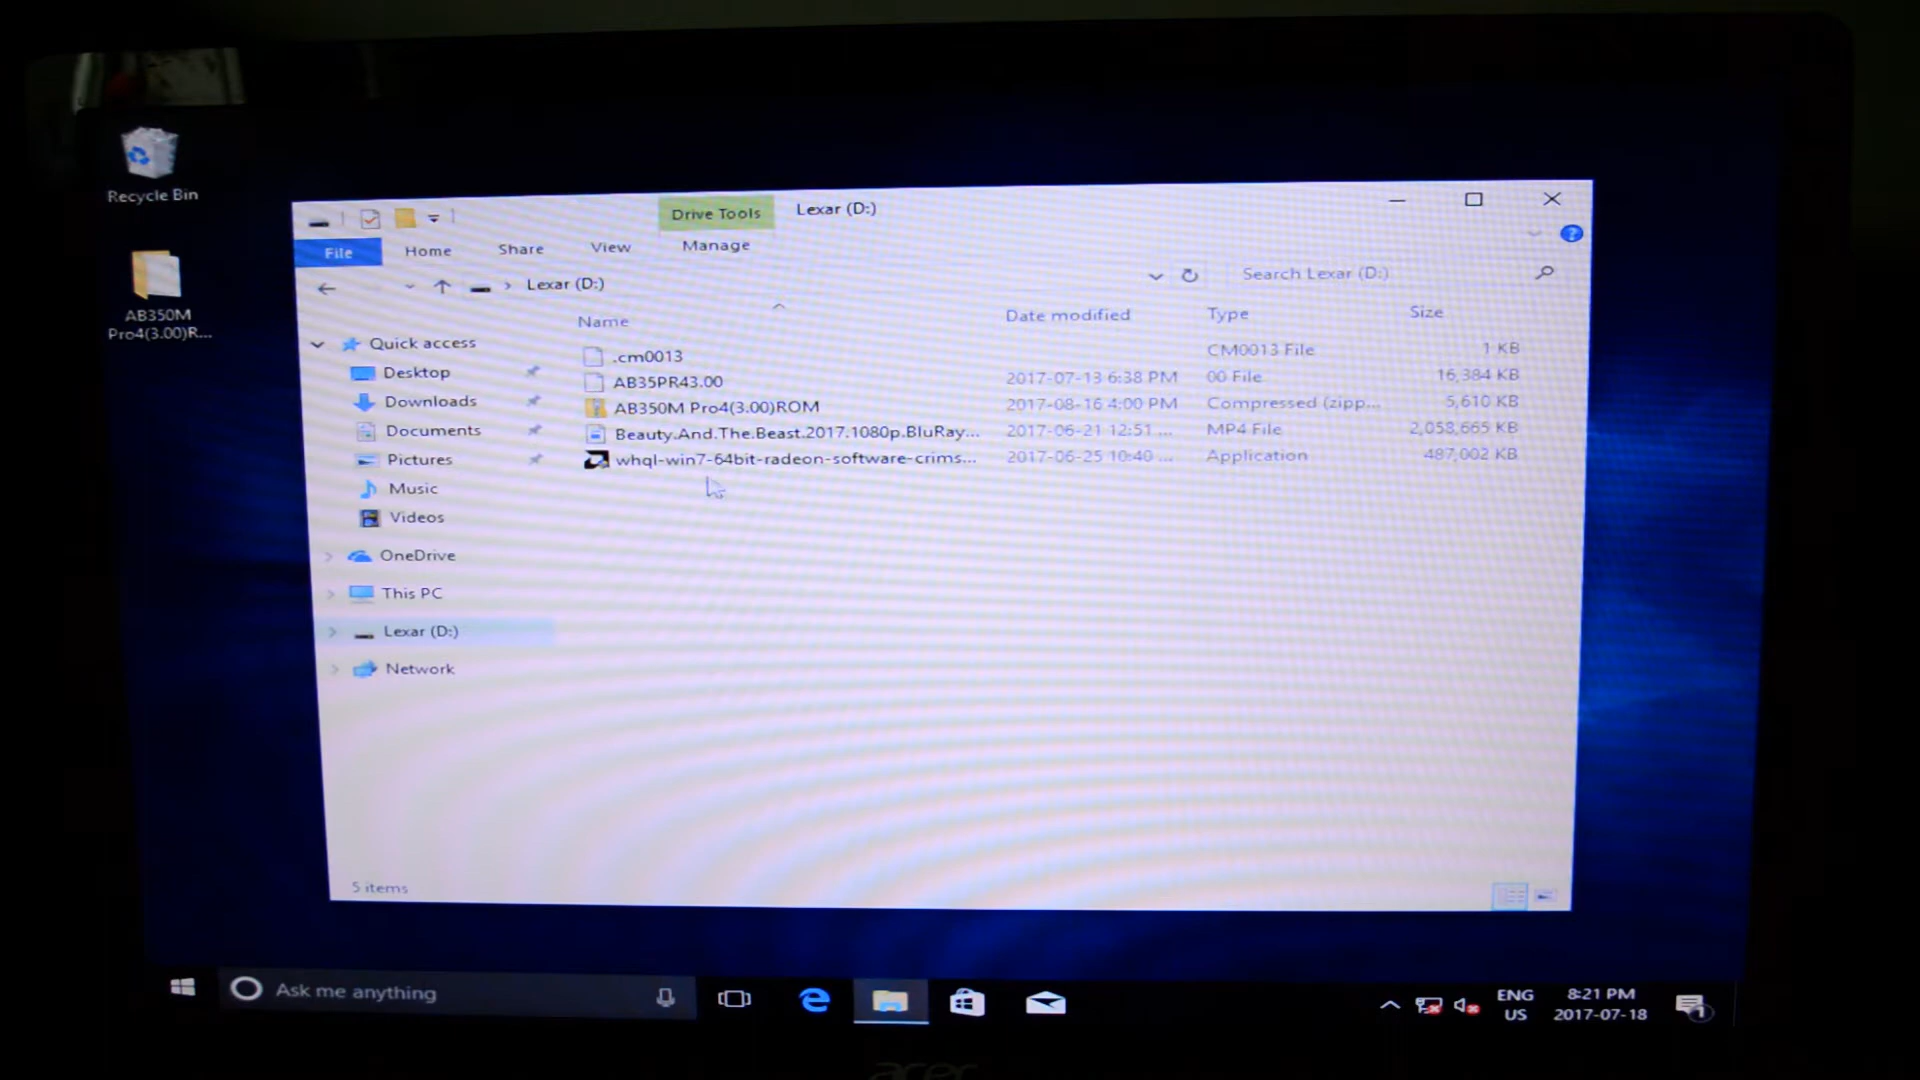 Recycle Bin
AB350M
Pro4(3.00)R...
Drive Tools
Lexar (D:)
File
Home
Share
View
Manage
Lexar (D:)
Search Lexar (D:)
Name
Date modified
Type
Size
.cm0013
CM0013 File
1 KB
AB35PR43.00
2017-07-13 6:38 PM
00 File
16,384 KB
AB350M Pro4(3.00)ROM
2017-08-16 4:00 PM
Compressed (zipp...
5,610 KB
Beauty.And.The.Beast.2017.1080p.BluRay...
2017-06-21 12:51 ...
MP4 File
2,058,665 KB
whql-win7-64bit-radeon-software-crims...
2017-06-25 10:40 ...
Application
487,002 KB
Quick access
Desktop
Downloads
Documents
Pictures
Music
Videos
OneDrive
This PC
Lexar (D:)
Network
5 items
Ask me anything
ENG
US
8:21 PM
2017-07-18
1
acer